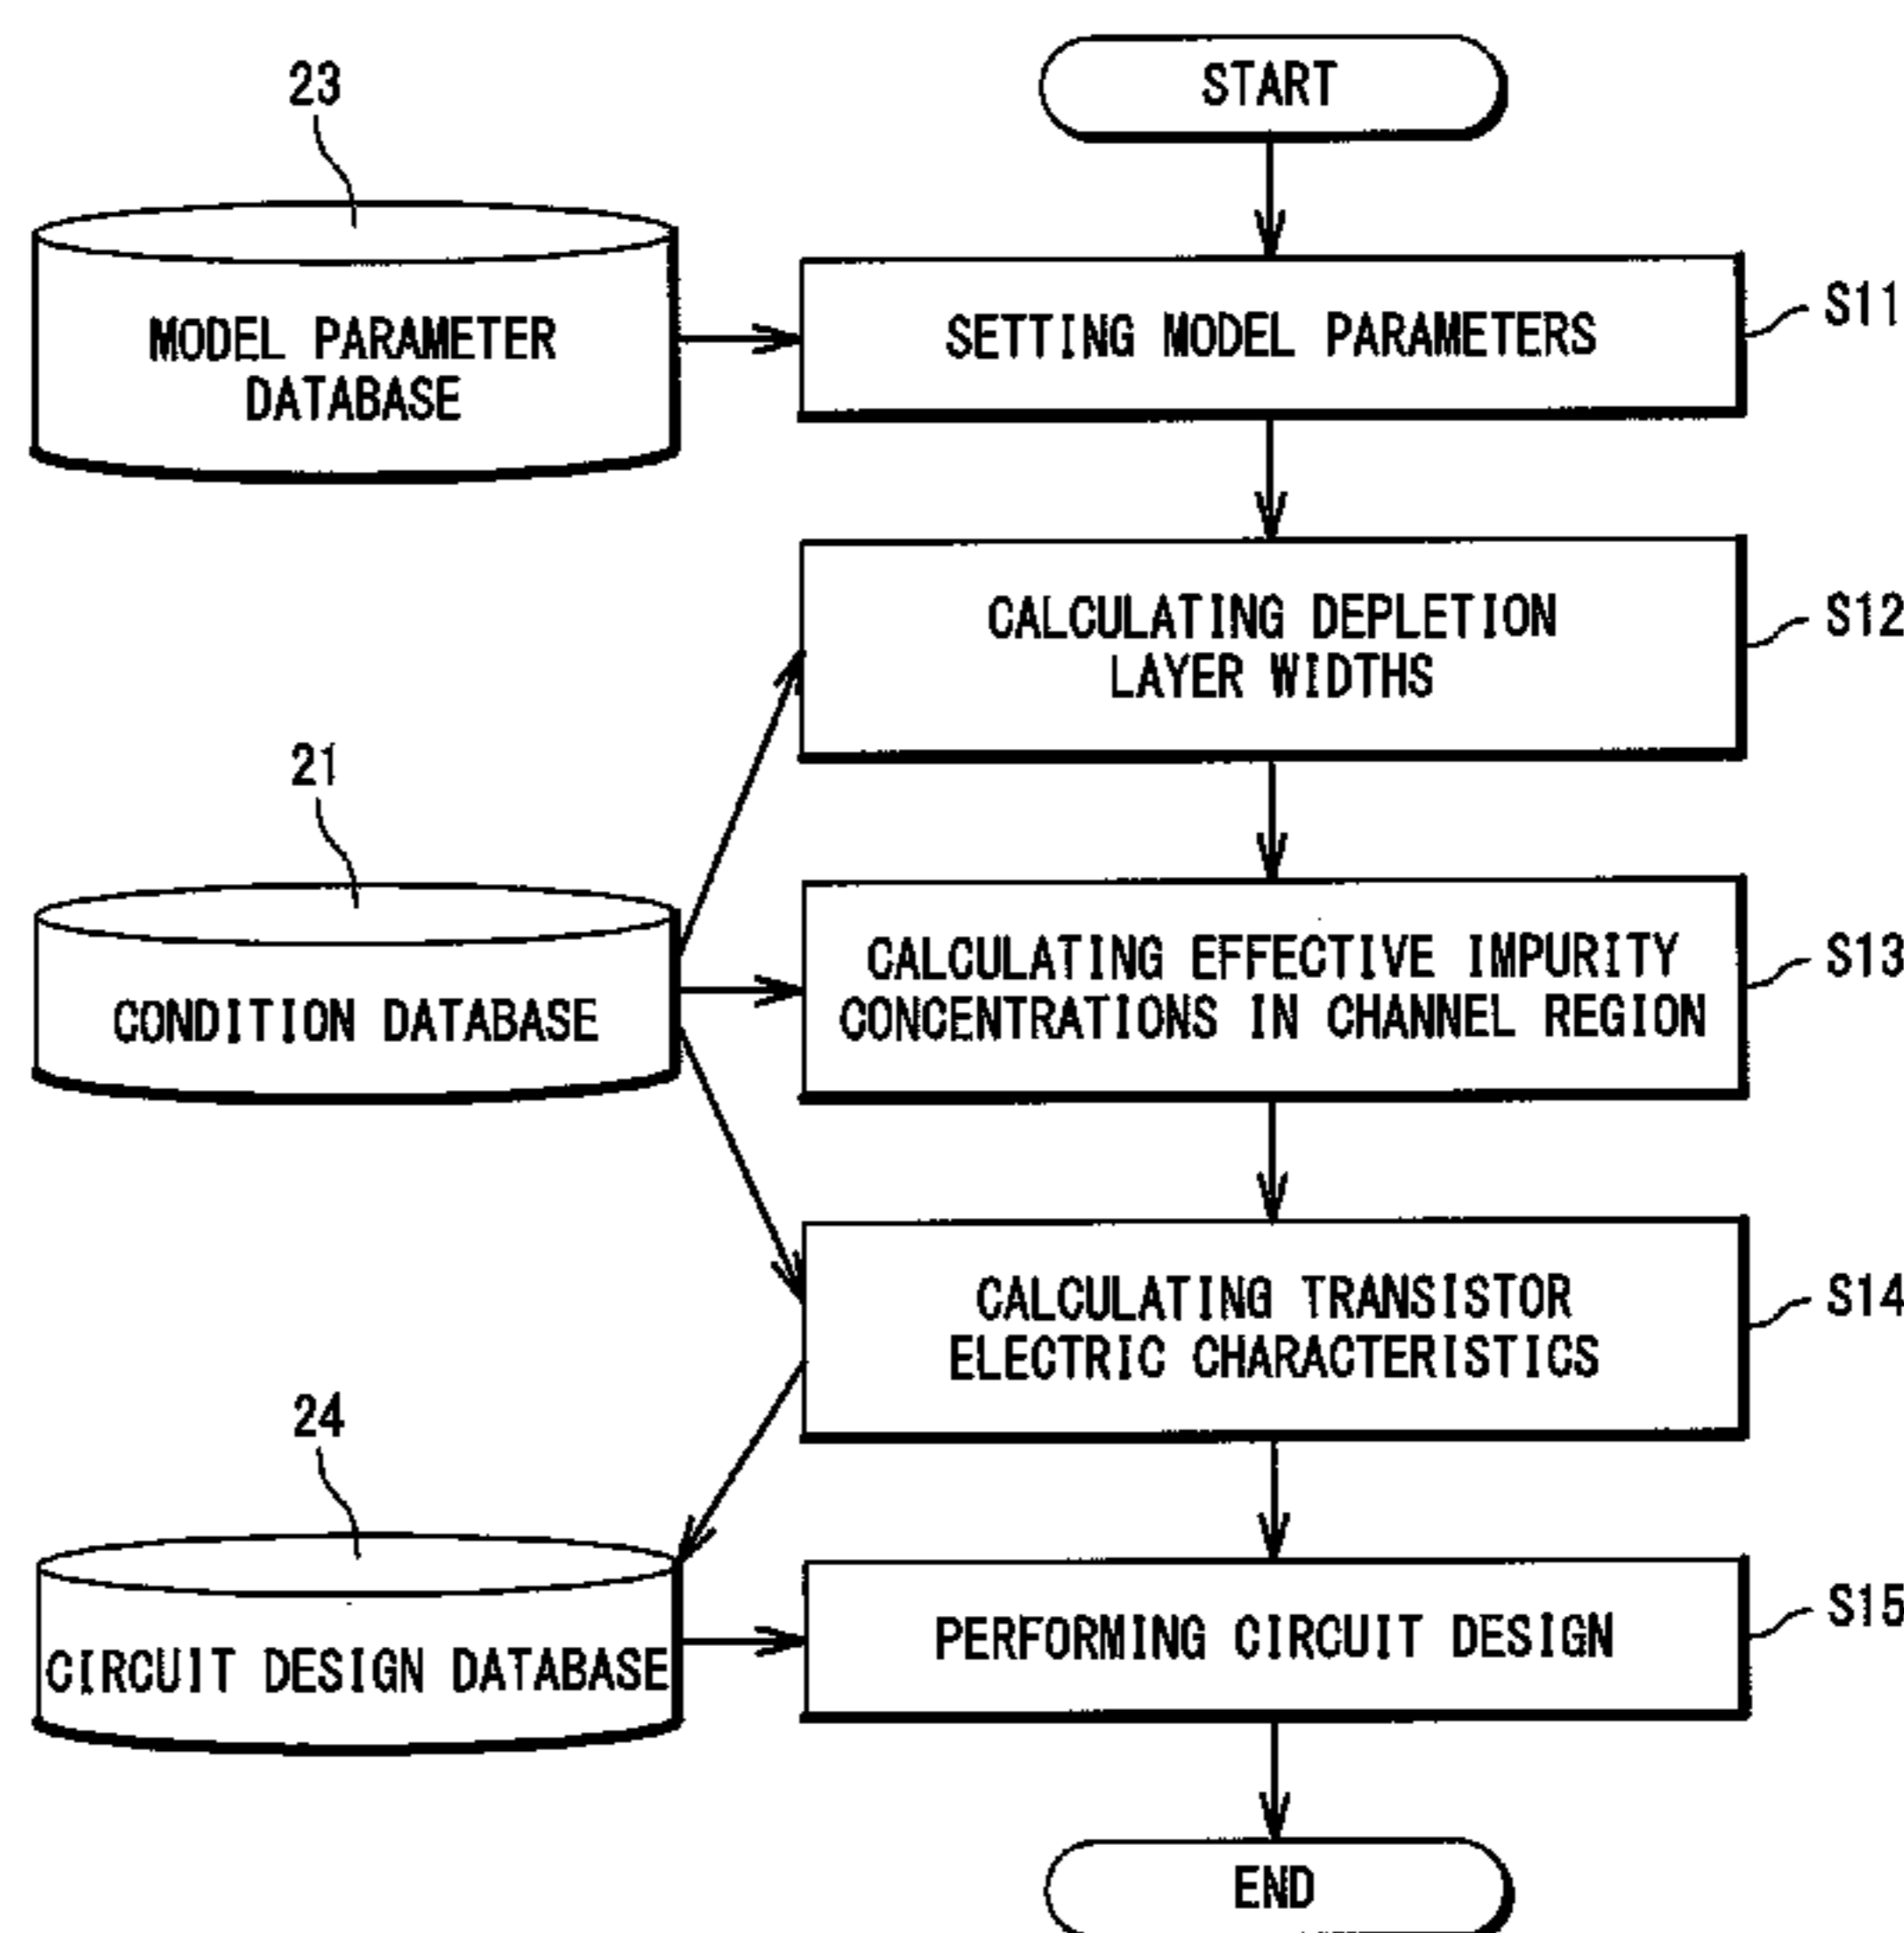 START
23
MODEL PARAMETER
DATABASE
SETTING MODEL PARAMETERS
S11
CALCULATING DEPLETION
LAYER WIDTHS
S12
21
CONDITION DATABASE
CALCULATING EFFECTIVE IMPURITY
CONCENTRATIONS IN CHANNEL REGION
S13
CALCULATING TRANSISTOR
ELECTRIC CHARACTERISTICS
S14
24
CIRCUIT DESIGN DATABASE
PERFORMING CIRCUIT DESIGN
S15
END